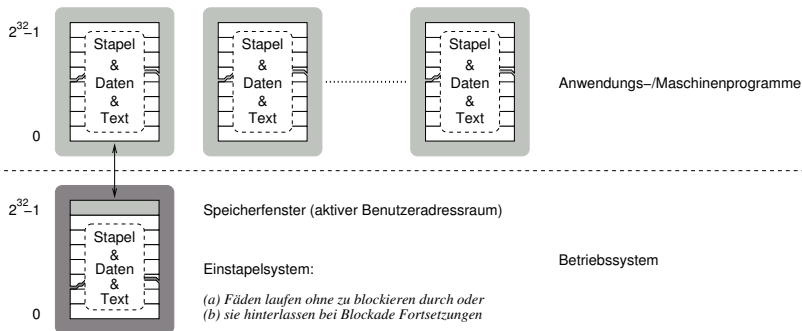 2^32–1
0
Stapel
&
Daten
&
Text
Stapel
&
Daten
&
Text
Stapel
&
Daten
&
Text
Anwendungs–/Maschinenprogramme
2^32–1
0
Stapel
&
Daten
&
Text
Speicherfenster (aktiver Benutzeradressraum)
Einstapelsystem:
(a) Fäden laufen ohne zu blockieren durch oder
(b) sie hinterlassen bei Blockade Fortsetzungen
Betriebssystem